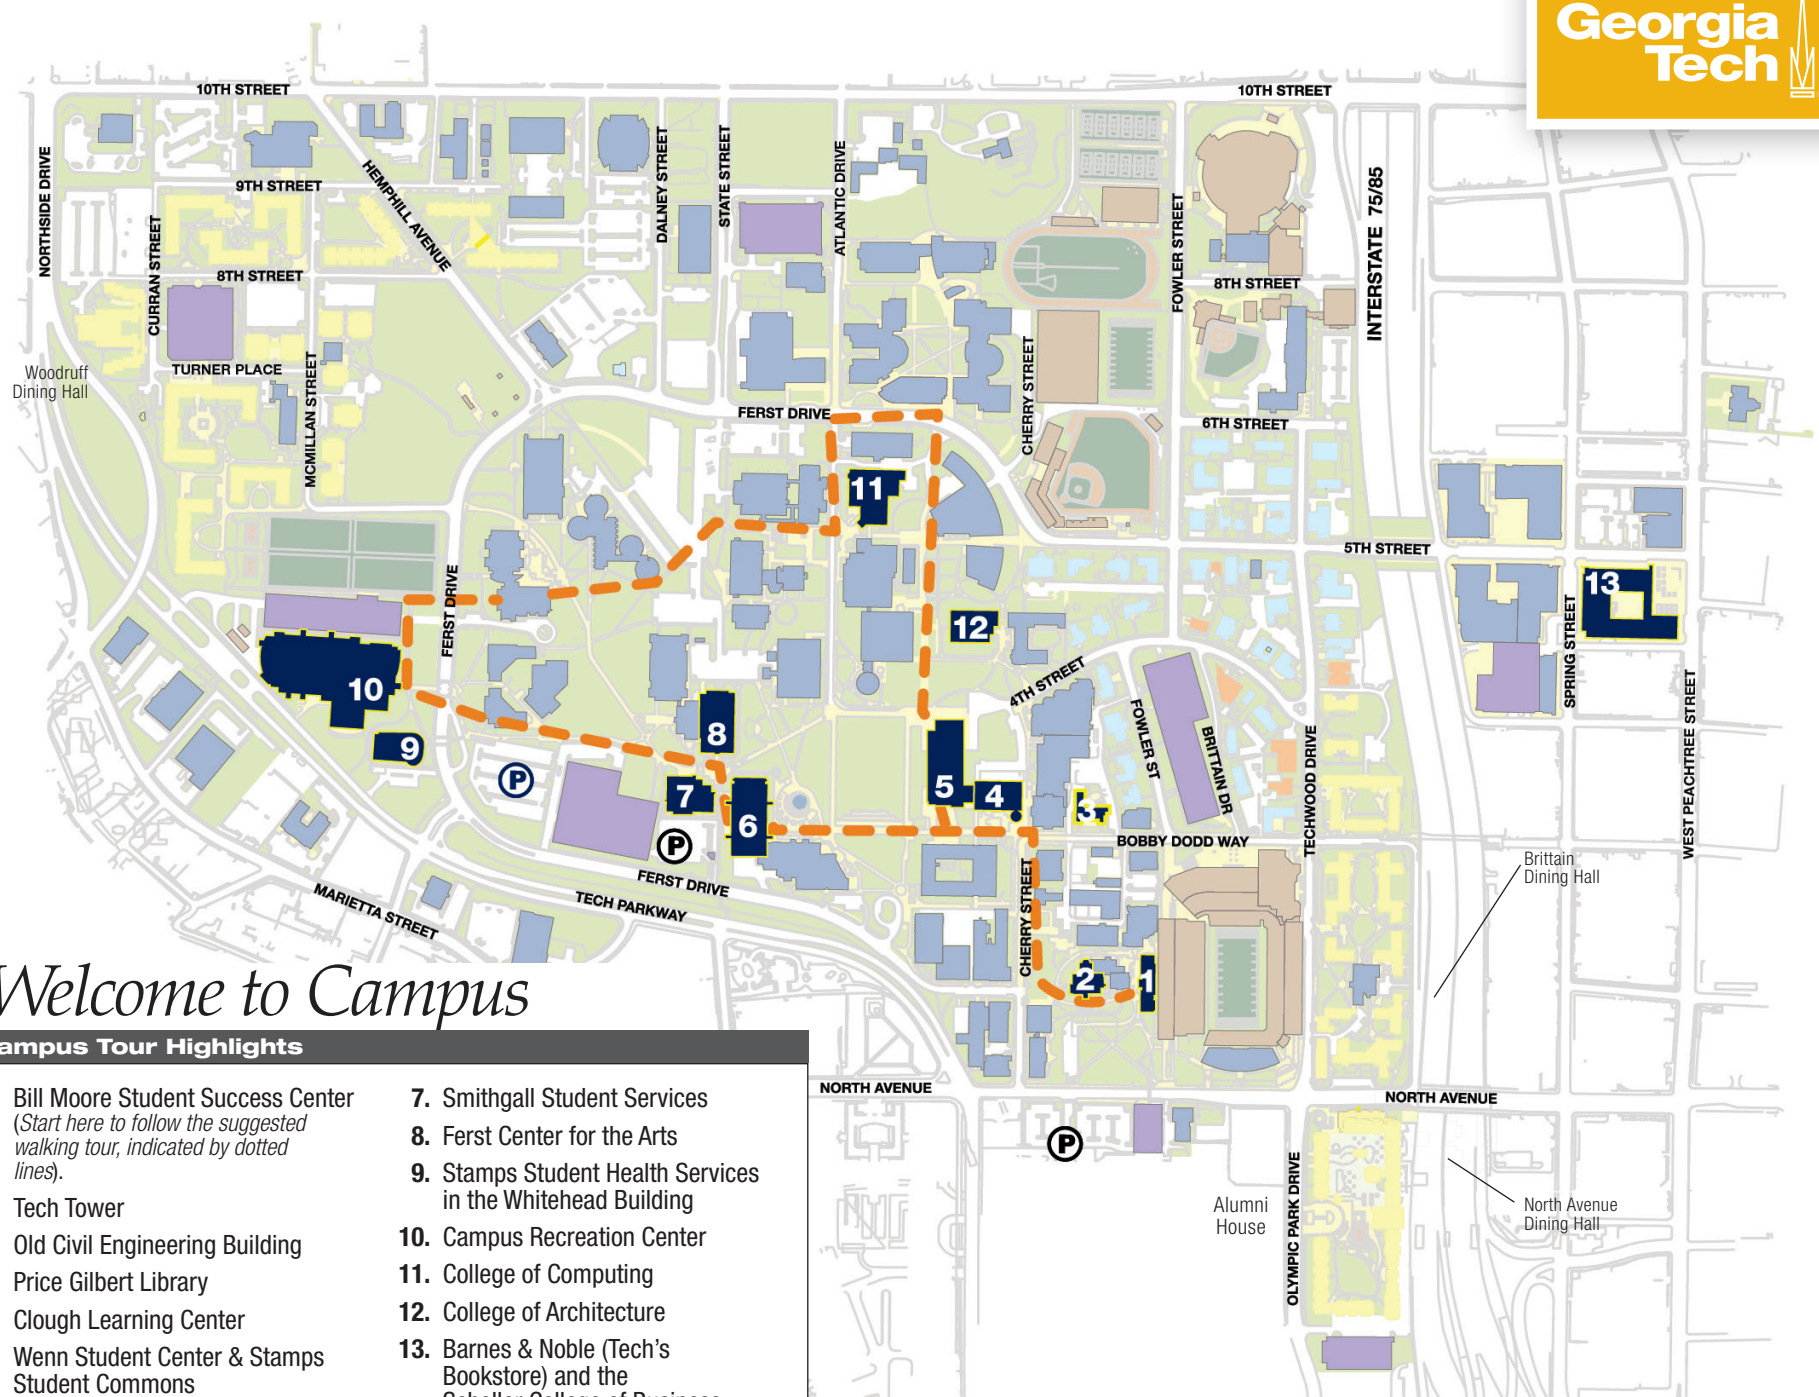 Georgia
Tech
10TH STREET
10TH STREET
NORTHSIDE DRIVE
HEMPHILL AVENUE
9TH STREET
CURRAN STREET
8TH STREET
DALNEY STREET
STATE STREET
ATLANTIC DRIVE
FOWLER STREET
8TH STREET
INTERSTATE 75/85
Woodruff
Dining Hall
TURNER PLACE
MCMILLAN STREET
FERST DRIVE
CHERRY STREET
6TH STREET
11
5TH STREET
13
FERST DRIVE
12
SPRING STREET
WEST PEACHTREE STREET
10
9
P
8
7
6
P
4TH STREET
5
4
3
FOWLER ST
BRITTAIN DR
TECHWOOD DRIVE
BOBBY DODD WAY
Brittain
Dining Hall
FERST DRIVE
TECH PARKWAY
MARIETTA STREET
CHERRY STREET
2
1
NORTH AVENUE
NORTH AVENUE
P
Alumni
House
OLYMPIC PARK DRIVE
North Avenue
Dining Hall
Welcome to Campus
ampus Tour Highlights
Bill Moore Student Success Center
(Start here to follow the suggested
walking tour, indicated by dotted
lines).
Tech Tower
Old Civil Engineering Building
Price Gilbert Library
Clough Learning Center
Wenn Student Center & Stamps
Student Commons
7. Smithgall Student Services
8. Ferst Center for the Arts
9. Stamps Student Health Services
in the Whitehead Building
10. Campus Recreation Center
11. College of Computing
12. College of Architecture
13. Barnes & Noble (Tech's
Bookstore) and the
Scheller College of Business